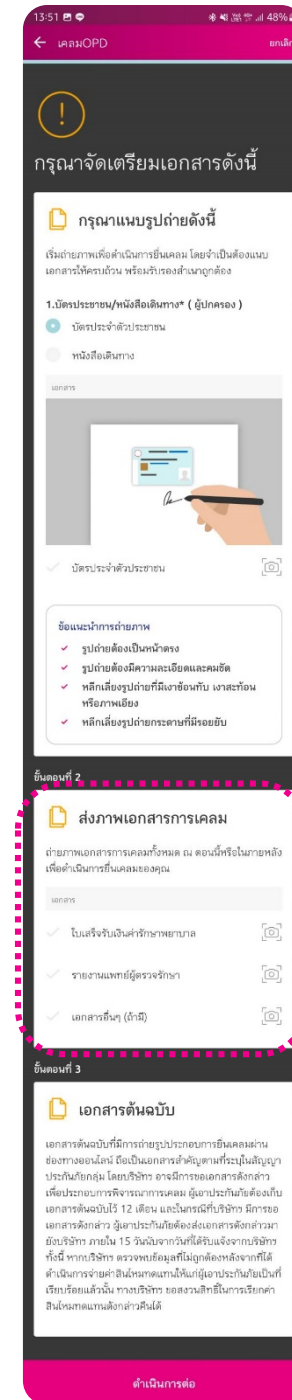 13:51
48%
เคลมOPD
ยกเลิก
กรุณาจัดเตรียมเอกสารดังนี้
กรุณาแนบรูปถ่ายดังนี้
เริ่มถ่ายภาพเพื่อดำเนินการยื่นเคลม โดยจำเป็นต้องแนบ
เอกสารให้ครบถ้วน พร้อมรับรองสำเนาถูกต้อง
1.บัตรประชาชน/หนังสือเดินทาง* ( ผู้ปกครอง )
บัตรประจำตัวประชาชน
หนังสือเดินทาง
เอกสาร
บัตรประจำตัวประชาชน
ข้อแนะนำการถ่ายภาพ
รูปถ่ายต้องเป็นหน้าตรง
รูปถ่ายต้องมีความละเอียดและคมชัด
หลีกเลี่ยงรูปถ่ายที่มีเงาซ้อนทับ เงาสะท้อน
หรือภาพเอียง
หลีกเลี่ยงรูปถ่ายกระดาษที่มีรอยยับ
ขั้นตอนที่ 2
ส่งภาพเอกสารการเคลม
ถ่ายภาพเอกสารการเคลมทั้งหมด ณ ตอนนี้หรือในภายหลัง
เพื่อดำเนินการยื่นเคลมของคุณ
เอกสาร
ใบเสร็จรับเงินค่ารักษาพยาบาล
รายงานแพทย์ผู้ตรวจรักษา
เอกสารอื่นๆ (ถ้ามี)
ขั้นตอนที่ 3
เอกสารต้นฉบับ
เอกสารต้นฉบับที่มีการถ่ายรูปประกอบการยื่นเคลมผ่าน
ช่องทางออนไลน์ ถือเป็นเอกสารสำคัญตามที่ระบุในสัญญา
ประกันภัยกลุ่ม โดยบริษัทฯ อาจมีการขอเอกสารดังกล่าว
เพื่อประกอบการพิจารณาการเคลม ผู้เอาประกันภัยต้องเก็บ
เอกสารต้นฉบับไว้ 12 เดือน และในกรณีที่บริษัทฯ มีการขอ
เอกสารดังกล่าว ผู้เอาประกันภัยต้องส่งเอกสารดังกล่าวมา
ยังบริษัทฯ ภายใน 15 วันนับจากวันที่ได้รับแจ้งจากบริษัทฯ
ทั้งนี้ หากบริษัทฯ ตรวจพบข้อมูลที่ไม่ถูกต้องหลังจากที่ได้
ดำเนินการจ่ายค่าสินไหมทดแทนให้แก่ผู้เอาประกันภัยเป็นที่
เรียบร้อยแล้วนั้น ทางบริษัทฯ ขอสงวนสิทธิ์ในการเรียกค่า
สินไหมทดแทนดังกล่าวคืนได้
ดำเนินการต่อ